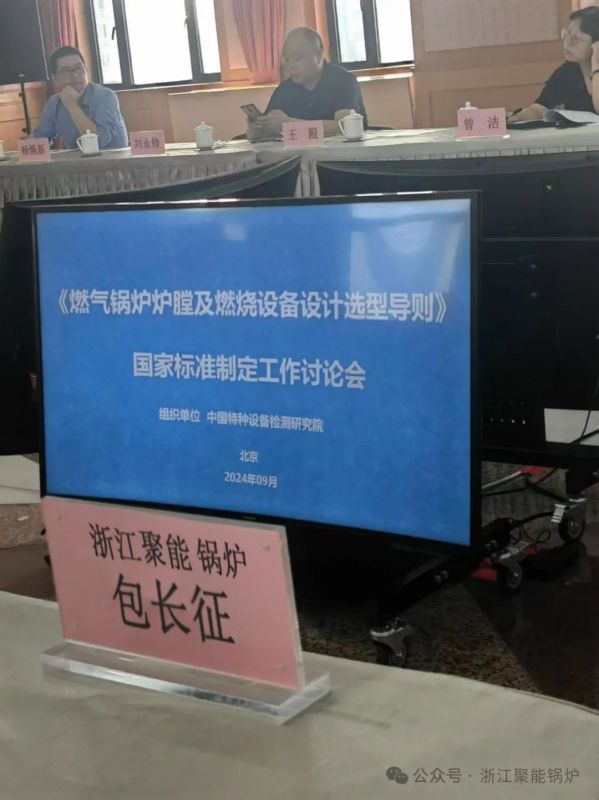 杨焕新
刘永锋
王殿
曾洁
《燃气锅炉炉膛及燃烧设备设计选型导则》
国家标准制定工作讨论会
组织单位 中国特种设备检测研究院
北京
2024年09月
浙江聚能 锅炉
包长征
公众号·浙江聚能锅炉